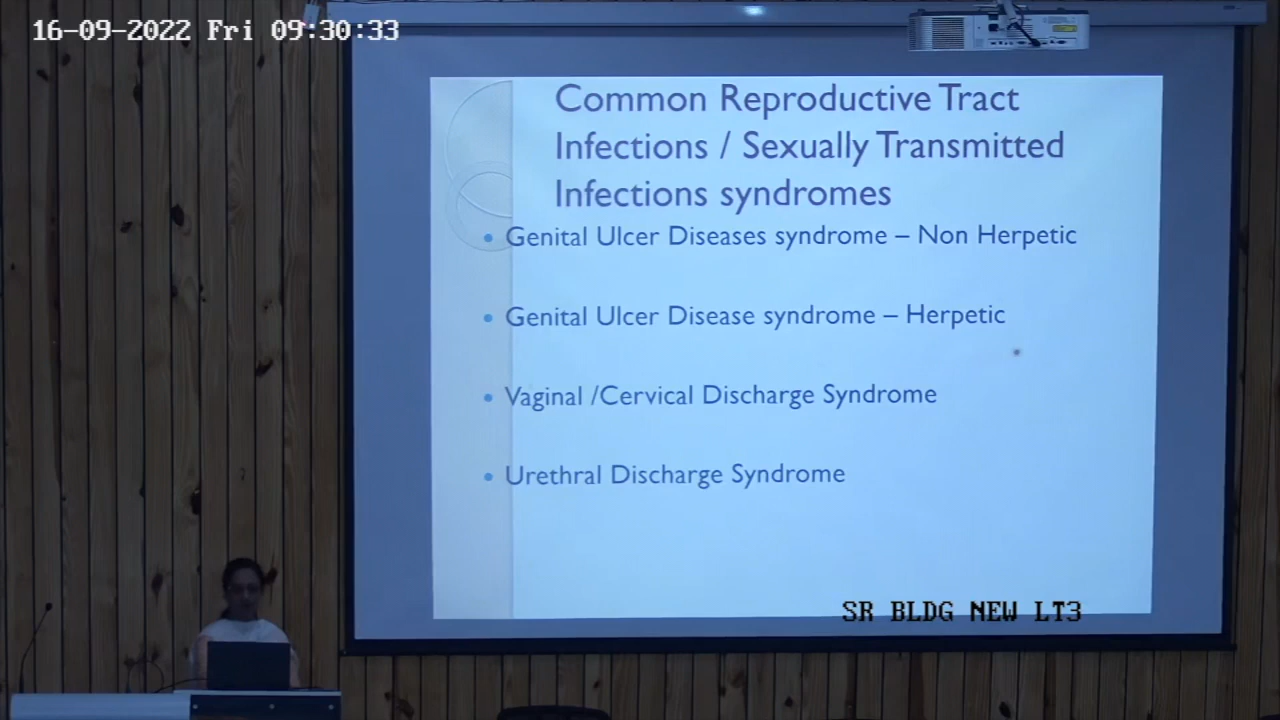 16-09-2022 Fri 09:30:33
Common Reproductive Tract
Infections / Sexually Transmitted
Infections syndromes
• Genital Ulcer Diseases syndrome – Non Herpetic
• Genital Ulcer Disease syndrome – Herpetic
• Vaginal /Cervical Discharge Syndrome
• Urethral Discharge Syndrome
SR BLDG NEW LT3